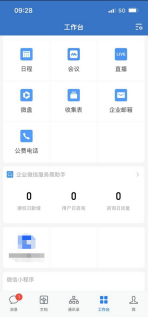 09:28
5G 90
工作台
日程
会议
LIVE
直播
微盘
收集表
企业邮箱
公费电话
企业微信服务商助手
0
0
0
微信小程序
消息
文档
通讯录
工作台
我